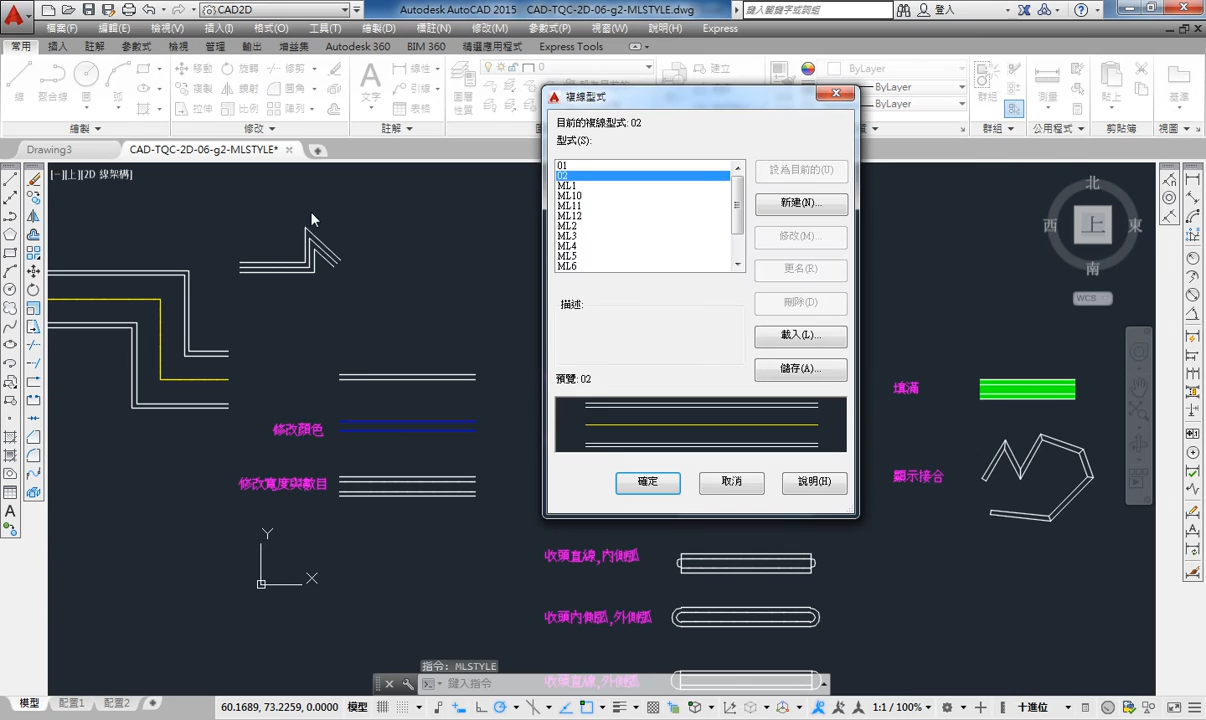 CAD2D
Autodesk AutoCAD 2015 CAD-TQC-2D-06-g2-MLSTYLE.dwg
鍵入關鍵字或詞組
登入
檔案(F) 編輯(E) 檢視(V) 插入(I) 格式(O) 工具(T) 繪製(D) 標註(N) 修改(M) 參數式(P) 視窗(W) 說明(H) Express
常用 插入 註解 參數式 檢視 管理 輸出 增益集 Autodesk 360 BIM 360 精選應用程式 Express Tools
移動 旋轉 修剪
複製 鏡射 圓角
拉伸 比例 陣列
線 聚合線 圓 弧
文字
線性
引線
表格
圖層性質
0
建立
ByLayer
ByLayer
ByLayer
群組 測量 貼上 基準
繪製 修改 註解 群組 公用程式 剪貼簿 視圖
Drawing3 CAD-TQC-2D-06-g2-MLSTYLE*
[−][上][2D 線架構]
複線型式
目前的複線型式: 02
型式(S):
01
02
ML1
ML10
ML11
ML12
ML2
ML3
ML4
ML5
ML6
設為目前的(U)
新建(N)...
修改(M)...
更名(R)
刪除(D)
載入(L)...
儲存(A)...
描述:
預覽: 02
確定 取消 說明(H)
北
西 上 東
南
WCS
修改顏色
修改寬度與數目
填滿
顯示接合
收頭直線,內側弧
收頭內側弧,外側弧
收頭直線,外側弧
Y
X
指令: MLSTYLE
鍵入指令
模型 配置1 配置2
60.1689, 73.2259, 0.0000 模型 1:1 / 100% 十進位